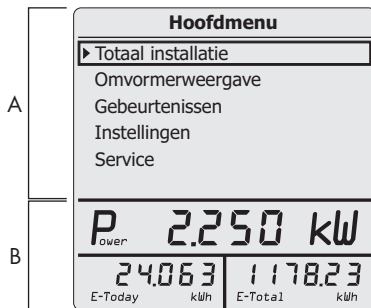 Hoofdmenu
Totaal installatie
Omvormerweergave
Gebeurtenissen
Instellingen
Service
A
Power 2.250 kW
B
24.063 1178.23
E-Today kWh E-Total kWh